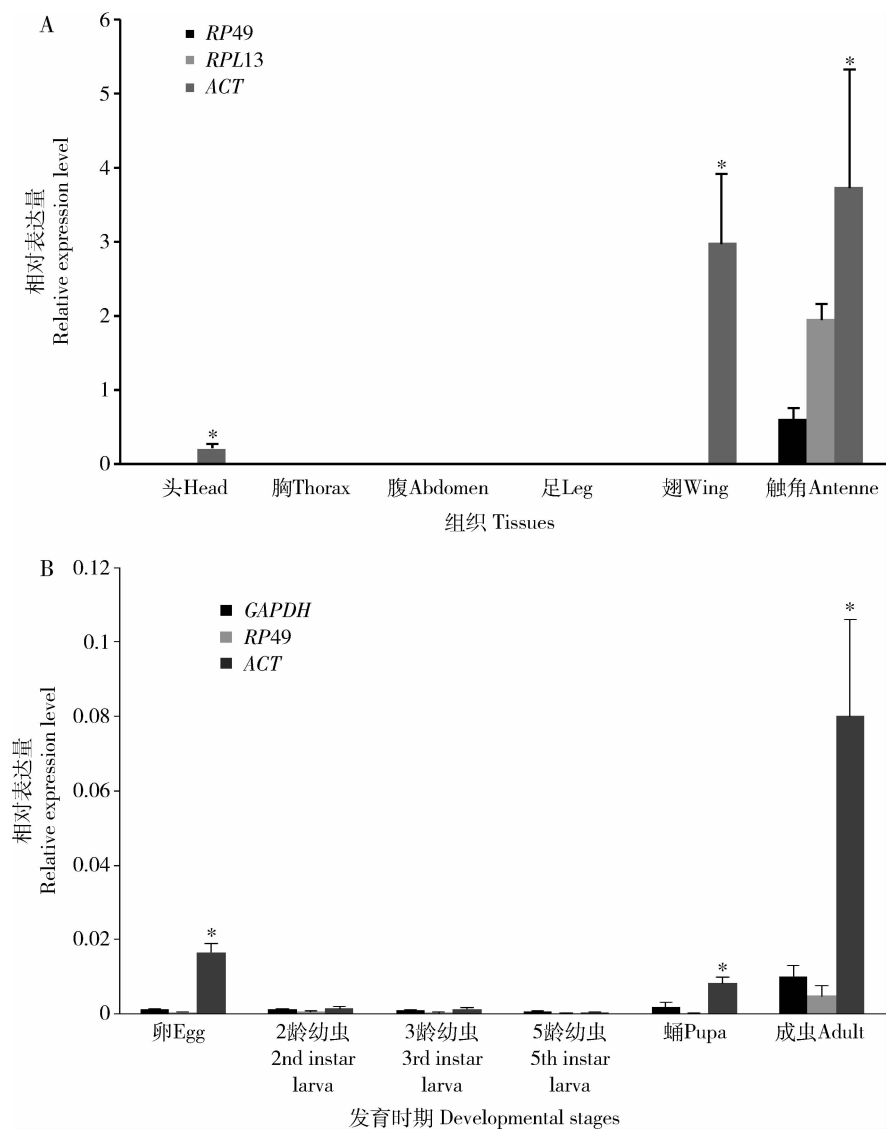 A
RP49
RPL13
ACT
6
5
4
3
2
1
0
相对表达量
Relative expression level
*
*
*
头Head 胸Thorax 腹Abdomen 足Leg 翅Wing 触角Antenne
组织 Tissues
B
GAPDH
RP49
ACT
0.12
0.1
0.08
0.06
0.04
0.02
0
相对表达量
Relative expression level
*
*
*
卵Egg 2龄幼虫 3龄幼虫 5龄幼虫 蛹Pupa 成虫Adult
2nd instar 3rd instar 5th instar
larva larva larva
发育时期 Developmental stages